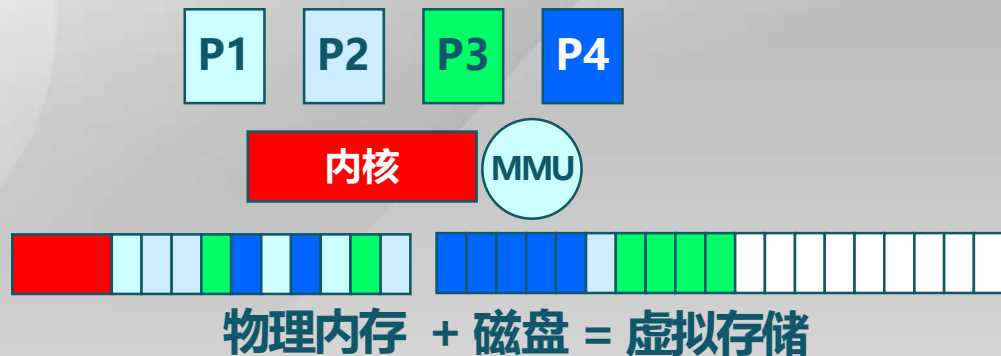 P1 P2 P3 P4
内核 MMU
物理内存 + 磁盘 = 虚拟存储